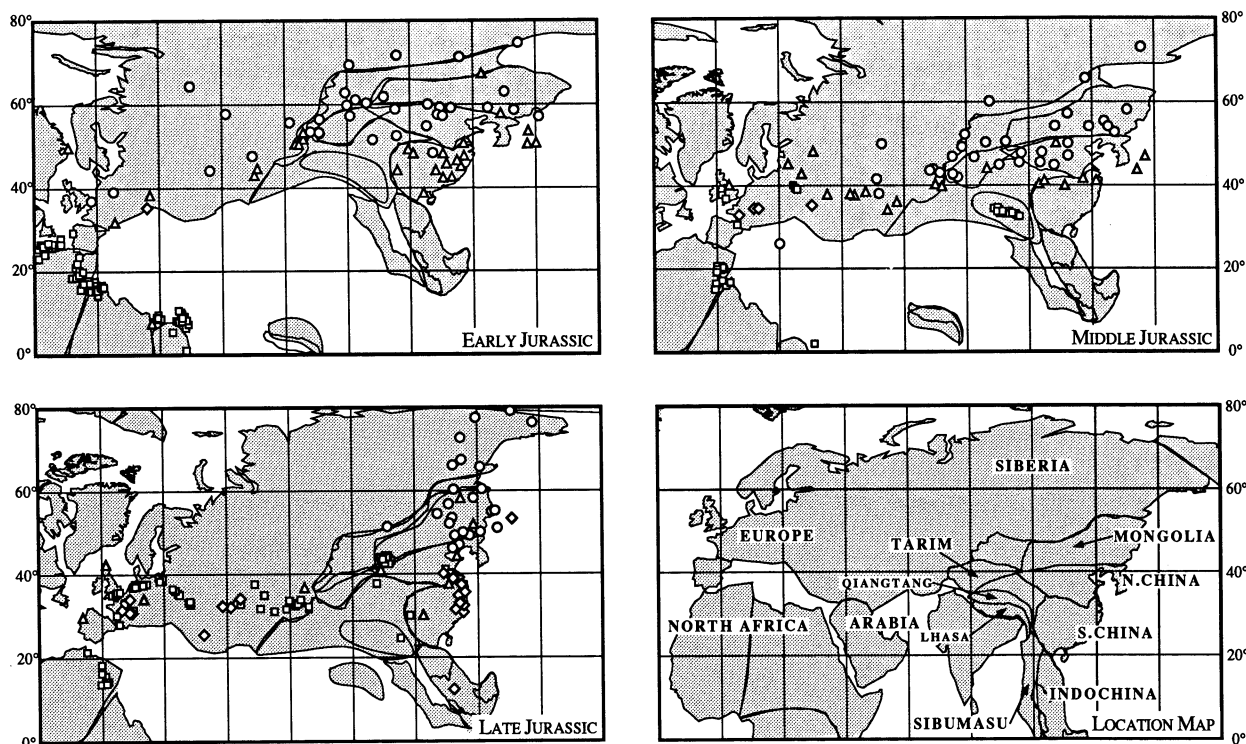 80°
60°
40°
20°
0°
EARLY JURASSIC
80°
60°
40°
20°
0°
MIDDLE JURASSIC
80°
60°
40°
20°
0°
LATE JURASSIC
80°
60°
40°
20°
0°
SIBERIA
EUROPE
MONGOLIA
TARIM
QIANGTANG
N.CHINA
NORTH AFRICA
ARABIA
LHASA
S.CHINA
INDOCHINA
SIBUMASU
LOCATION MAP